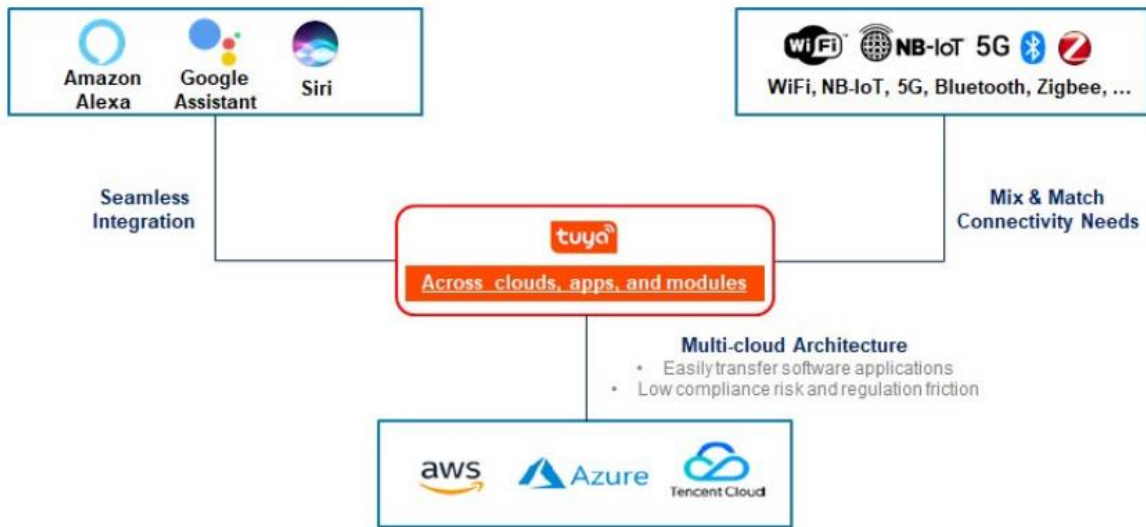 Amazon
Alexa
Google
Assistant
Siri
WiFi NB-IoT 5G
WiFi, NB-IoT, 5G, Bluetooth, Zigbee, ...
Seamless
Integration
Mix & Match
Connectivity Needs
tuya
Across clouds, apps, and modules
Multi-cloud Architecture
• Easily transfer software applications
• Low compliance risk and regulation friction
aws
Azure
Tencent Cloud